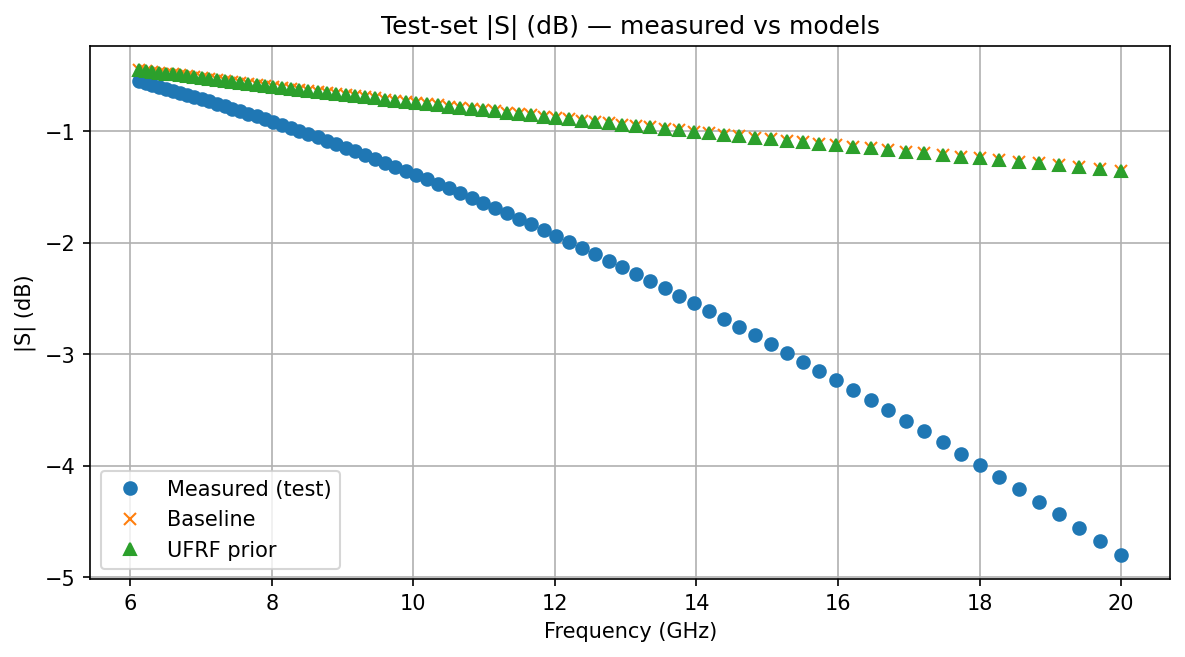 Test-set |S| (dB) — measured vs models
|S| (dB)
−1
−2
−3
−4
−5
Measured (test)
Baseline
UFRF prior
6 8 10 12 14 16 18 20
Frequency (GHz)